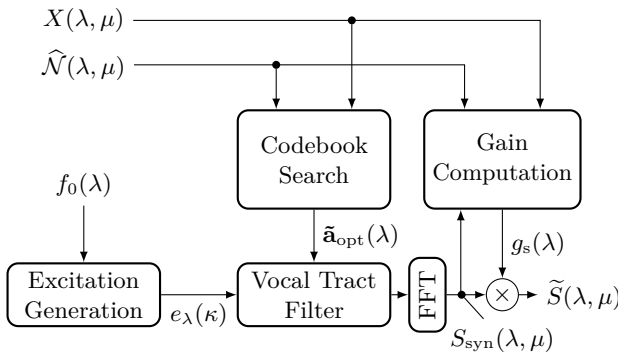 X(λ, μ)
𝒩̂(λ, μ)
Codebook
Search
Gain
Computation
f₀(λ)
ã_opt(λ)
g_s(λ)
Excitation
Generation
e_λ(κ)
Vocal Tract
Filter
FFT
×
S̃(λ, μ)
S_syn(λ, μ)